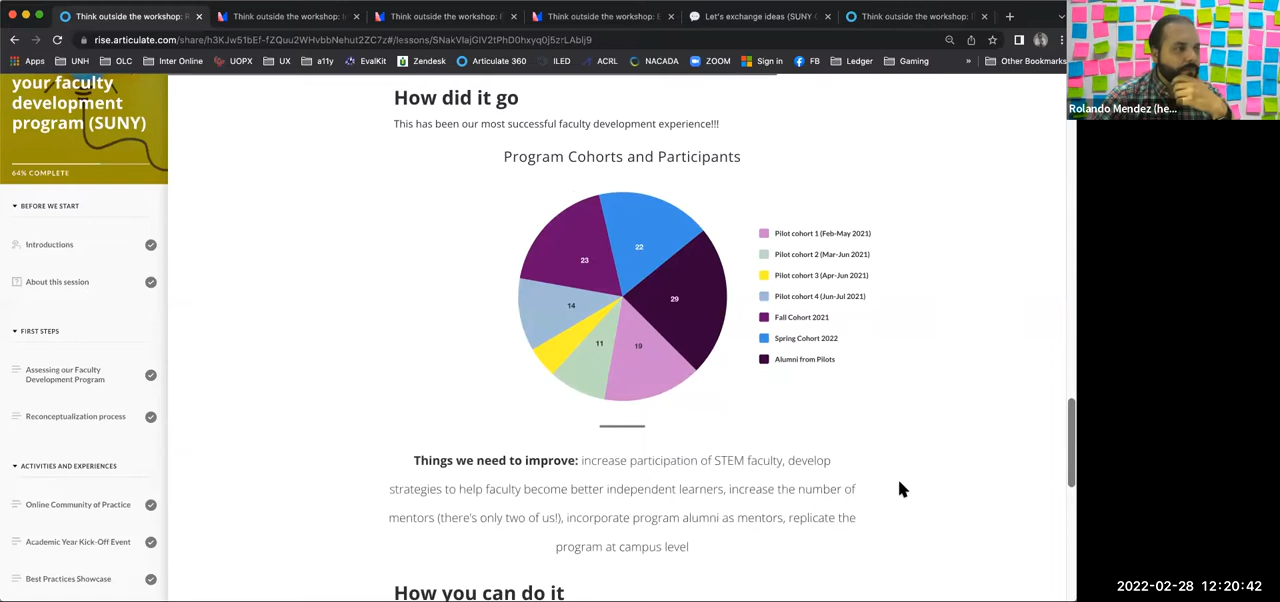 Think outside the workshop: R
Think outside the workshop: I
Think outside the workshop:
Think outside the workshop: E
Let's exchange ideas (SUNY
Think outside the workshop:
rise.articulate.com/share/h3KJw51bEf-fZQuu2WHvbbNehut2ZC7z#/lessons/SNakVIajGIV2tPhD0hxyq0j5zrLAblj9
Apps UNH OLC Inter Online UOPX UX a11y EvalKit Zendesk Articulate 360 ILED ACRL NACADA ZOOM Sign in FB Ledger Gaming » Other Bookmarks
Rolando Mendez (he...
your faculty
development
program (SUNY)
64% COMPLETE
BEFORE WE START
Introductions
About this session
FIRST STEPS
Assessing our Faculty
Development Program
Reconceptualization process
ACTIVITIES AND EXPERIENCES
Online Community of Practice
Academic Year Kick-Off Event
Best Practices Showcase
How did it go
This has been our most successful faculty development experience!!!
Program Cohorts and Participants
22
23
29
14
11
19
Pilot cohort 1 (Feb-May 2021)
Pilot cohort 2 (Mar-Jun 2021)
Pilot cohort 3 (Apr-Jun 2021)
Pilot cohort 4 (Jun-Jul 2021)
Fall Cohort 2021
Spring Cohort 2022
Alumni from Pilots
Things we need to improve: increase participation of STEM faculty, develop
strategies to help faculty become better independent learners, increase the number of
mentors (there's only two of us!), incorporate program alumni as mentors, replicate the
program at campus level
How you can do it
2022-02-28 12:20:42